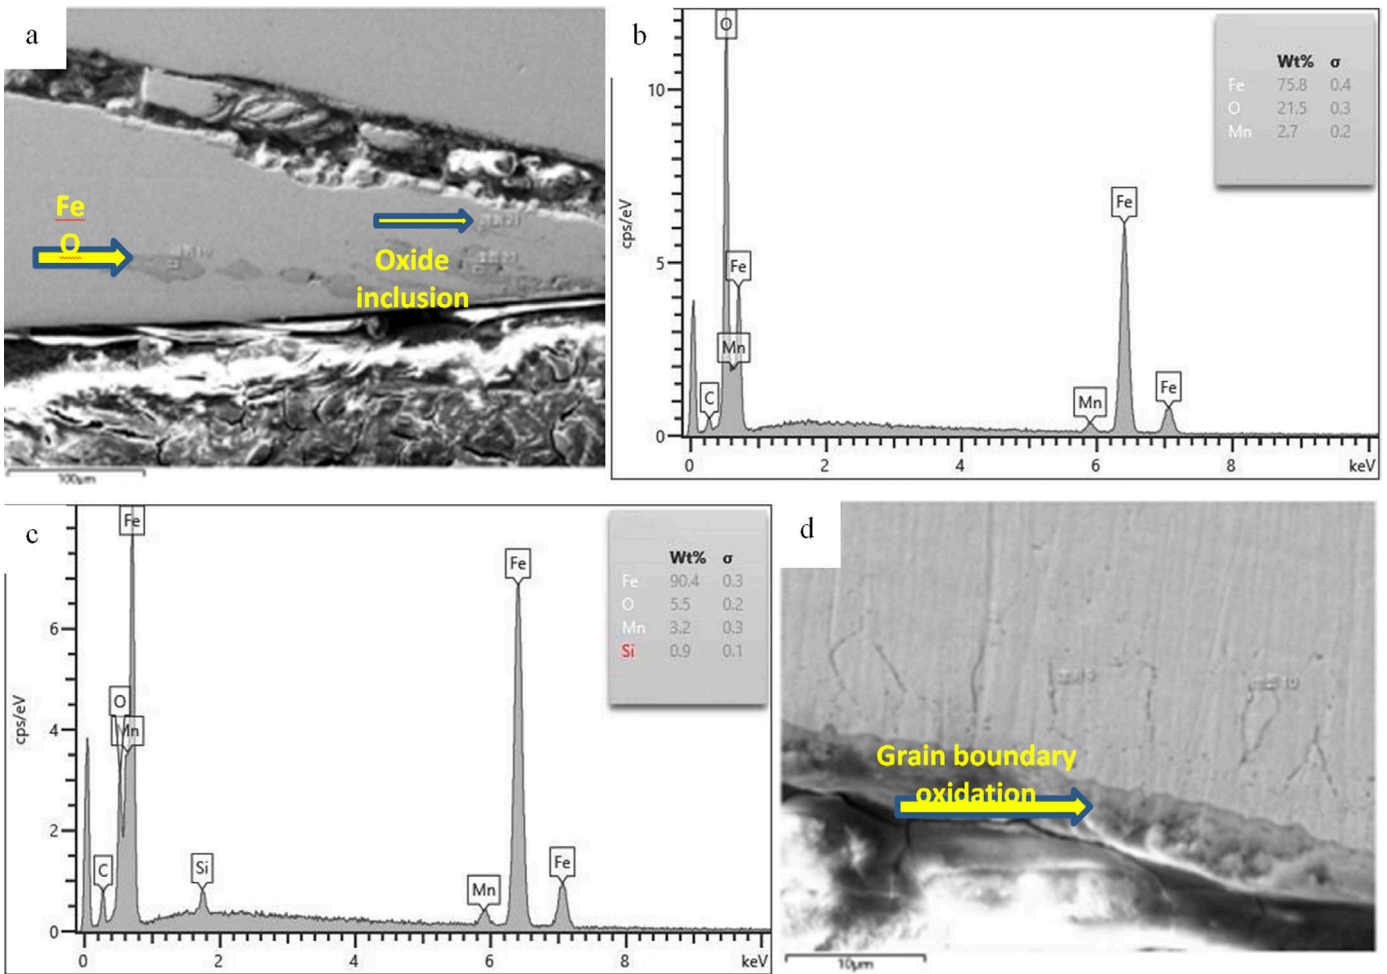 a
Fe
O
Oxide
inclusion
100μm
b
O
Fe
Mn
C
Mn
Fe
Fe
cps/eV
10
5
0
0
2
4
6
8
keV
Wt% σ
Fe 75.8 0.4
O 21.5 0.3
Mn 2.7 0.2
c
Fe
O
Mn
C
Si
Mn
Fe
Fe
cps/eV
6
4
2
0
0
2
4
6
8
keV
Wt% σ
Fe 90.4 0.3
O 5.5 0.2
Mn 3.2 0.3
Si 0.9 0.1
d
Grain boundary
oxidation
10μm